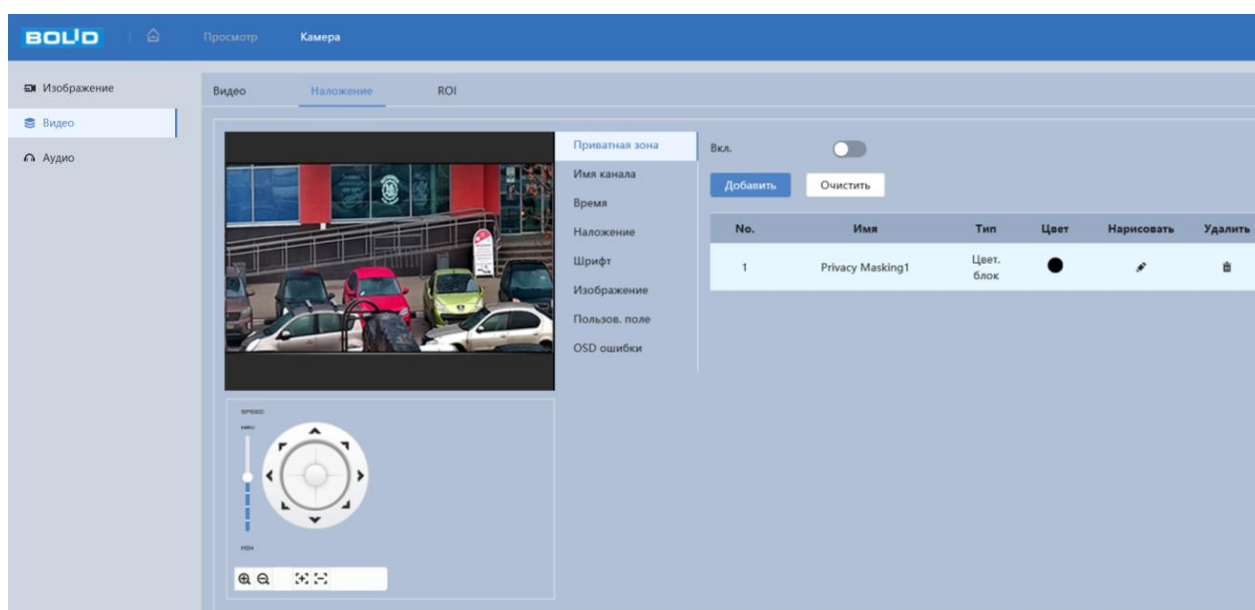 BOLID
Просмотр
Камера
Изображение
Видео
Аудио
Видео
Наложение
ROI
Приватная зона
Имя канала
Время
Наложение
Шрифт
Изображение
Пользов. поле
OSD ошибки
Вкл.
Добавить
Очистить
No. Имя Тип Цвет Нарисовать Удалить
1 Privacy Masking1 Цвет.
блок
SPEED